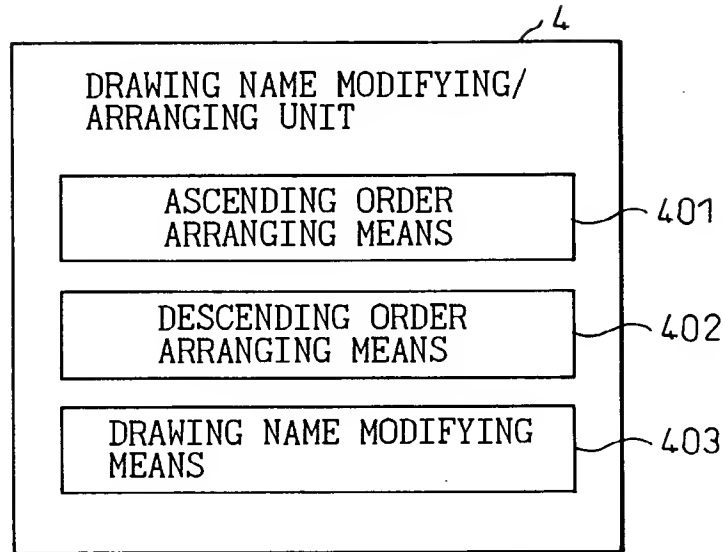 4
DRAWING NAME MODIFYING/
ARRANGING UNIT
ASCENDING ORDER
ARRANGING MEANS
401
DESCENDING ORDER
ARRANGING MEANS
402
DRAWING NAME MODIFYING
MEANS
403